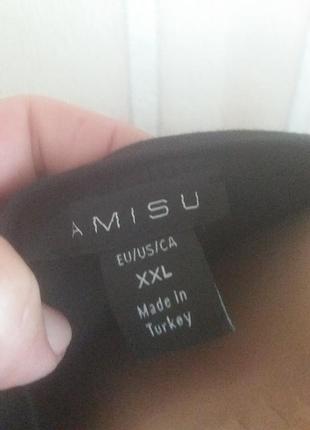 AMISU
EU/US/CA
XXL
Made in
Turkey